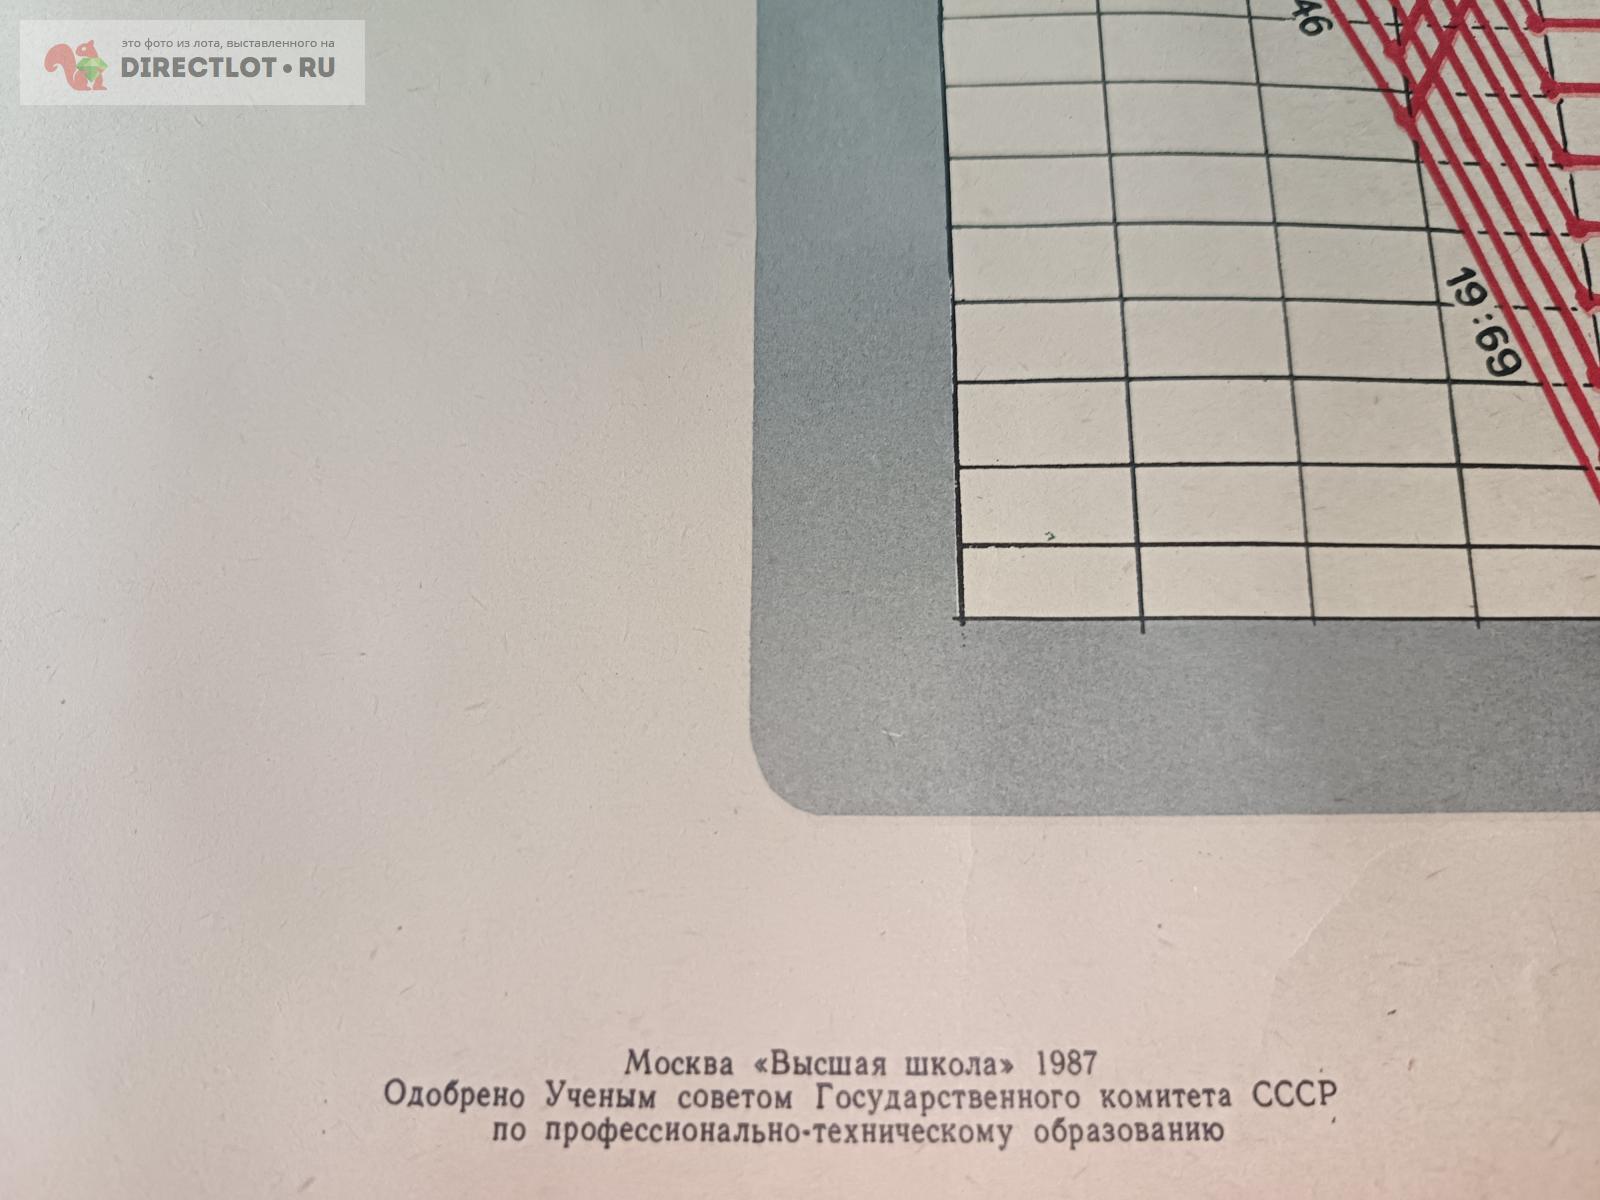 это фото из лота, выставленного на
DIRECTLOT•RU
46
19:69
Москва «Высшая школа» 1987
Одобрено Ученым советом Государственного комитета СССР
по профессионально-техническому образованию